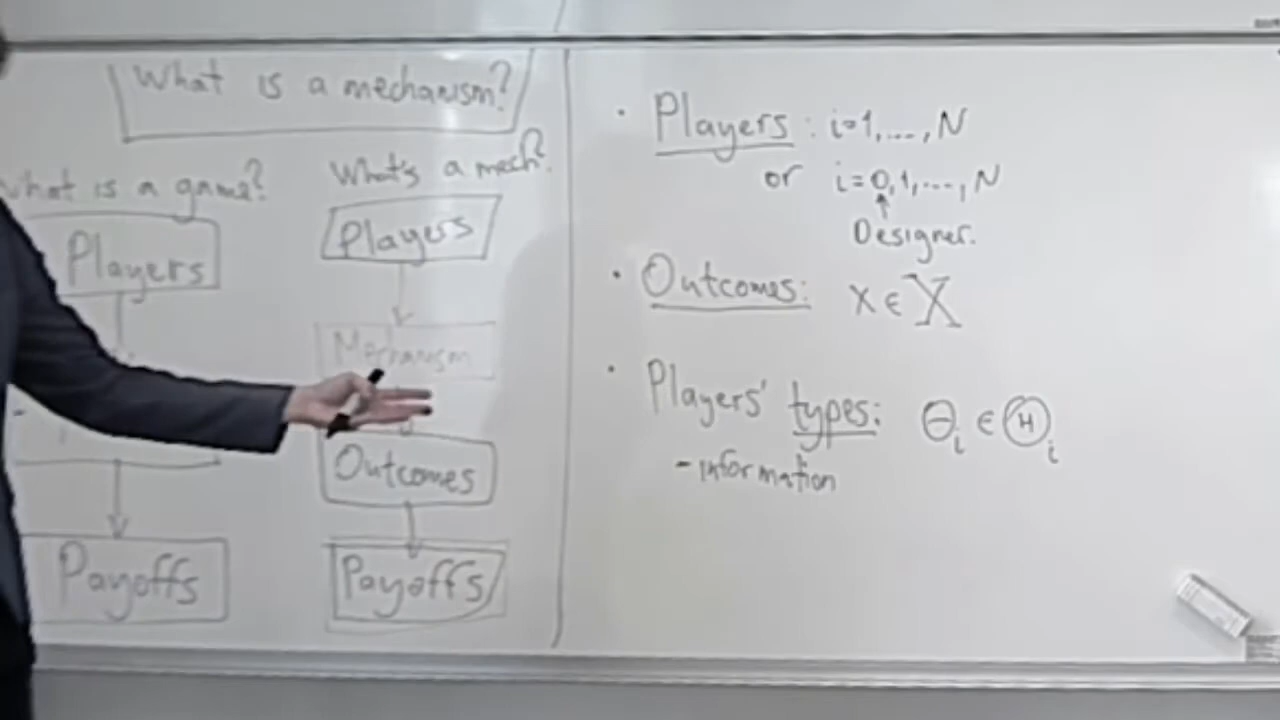 What is a mechanism?
what is a game?
Players
Payoffs
What's a mech?
Players
Mechanism
Outcomes
Payoffs
· Players: i=1,...., N
or i=0,1,...., N
Designer.
· Outcomes: x ∈ X
· Players' types: θᵢ ∈ Θᵢ
- information